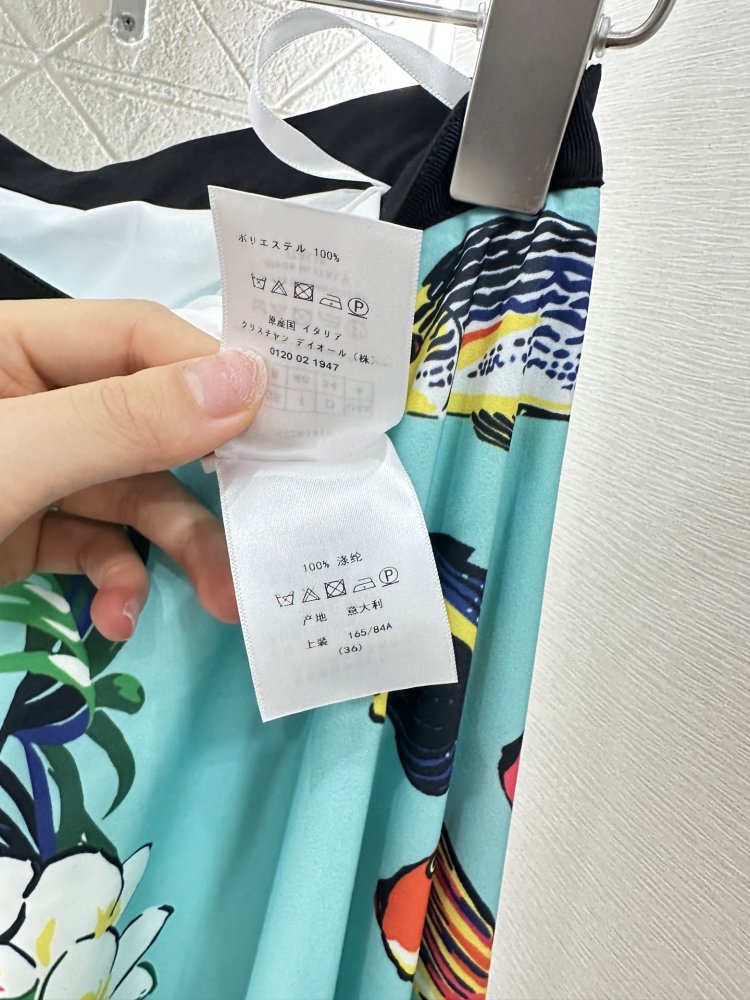 ポリエステル 100%
P
原産国 イタリア
クリスチャン デイオール (株)
0120 02 1947
100% 涤纶
P
产地 意大利
上装 165/84A
(36)